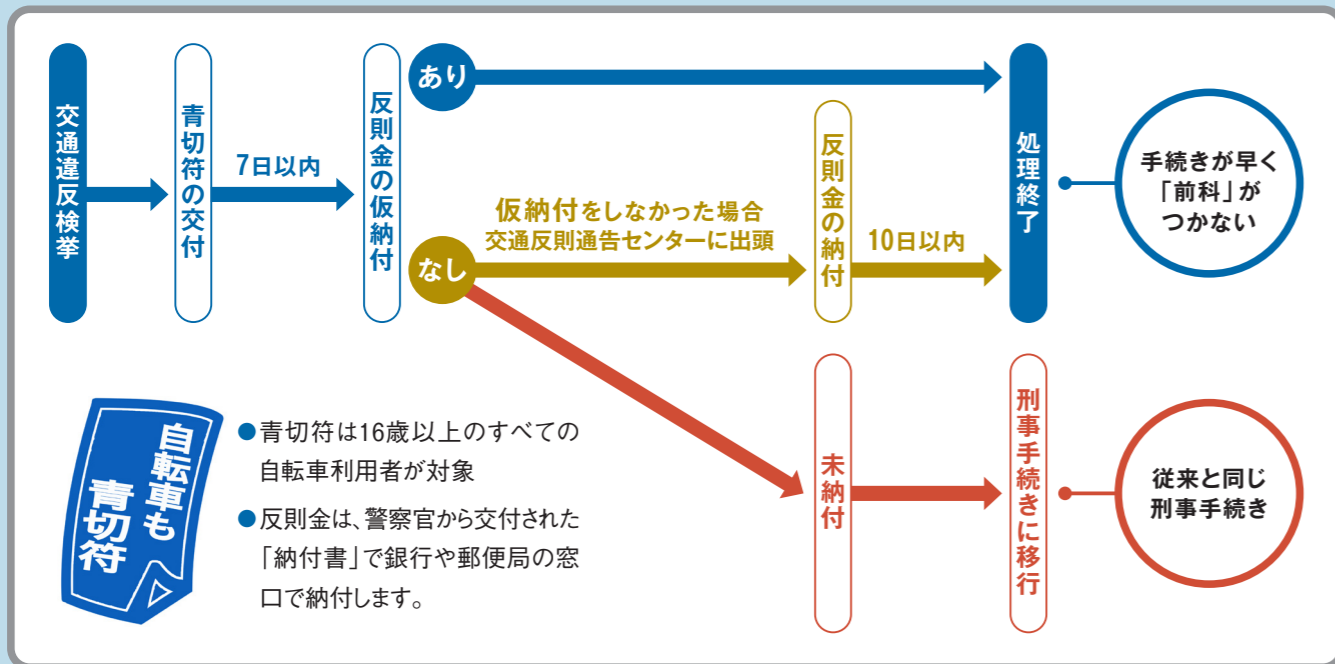 交通違反検挙
青切符の交付
7日以内
反則金の仮納付
あり
なし
仮納付をしなかった場合
交通反則通告センターに出頭
反則金の納付
10日以内
処理終了
手続きが早く
「前科」が
つかない
未納付
刑事手続きに移行
従来と同じ
刑事手続き
自転車も
青切符
●青切符は16歳以上のすべての
自転車利用者が対象
●反則金は、警察官から交付された
「納付書」で銀行や郵便局の窓
口で納付します。